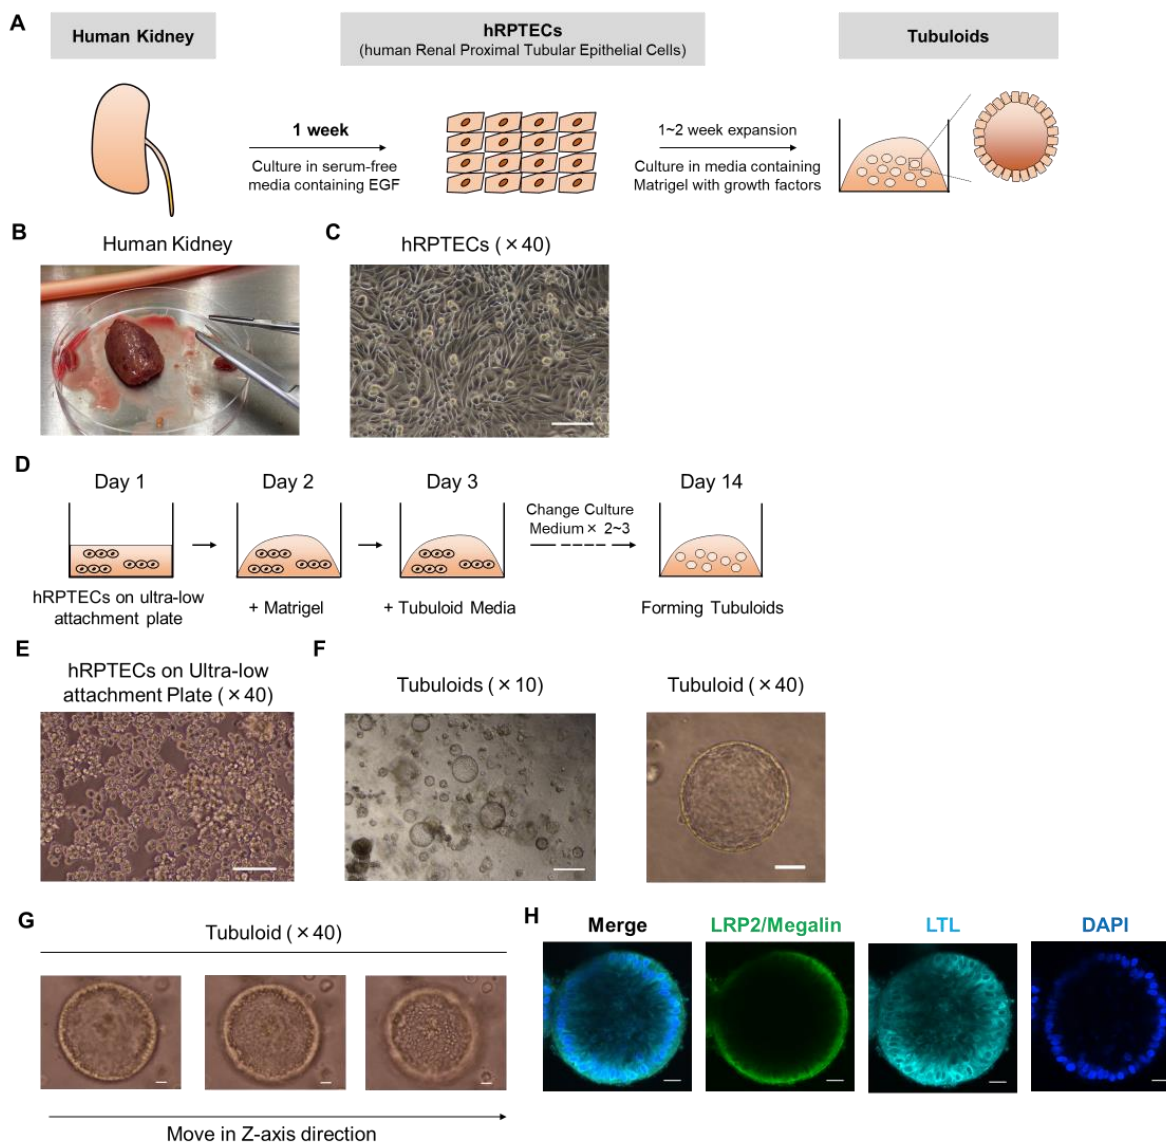 A
Human Kidney
hRPTECs
(human Renal Proximal Tubular Epithelial Cells)
Tubuloids
1 week
Culture in serum-free
media containing EGF
1~2 week expansion
Culture in media containing
Matrigel with growth factors
B
Human Kidney
C
hRPTECs (×40)
D
Day 1
Day 2
Day 3
Day 14
Change Culture
Medium× 2~3
hRPTECs on ultra-low
attachment plate
+ Matrigel
+ Tubuloid Media
Forming Tubuloids
E
hRPTECs on Ultra-low
attachment Plate (×40)
F
Tubuloids (×10)
Tubuloid (×40)
G
Tubuloid (×40)
Move in Z-axis direction
H
Merge
LRP2/Megalin
LTL
DAPI